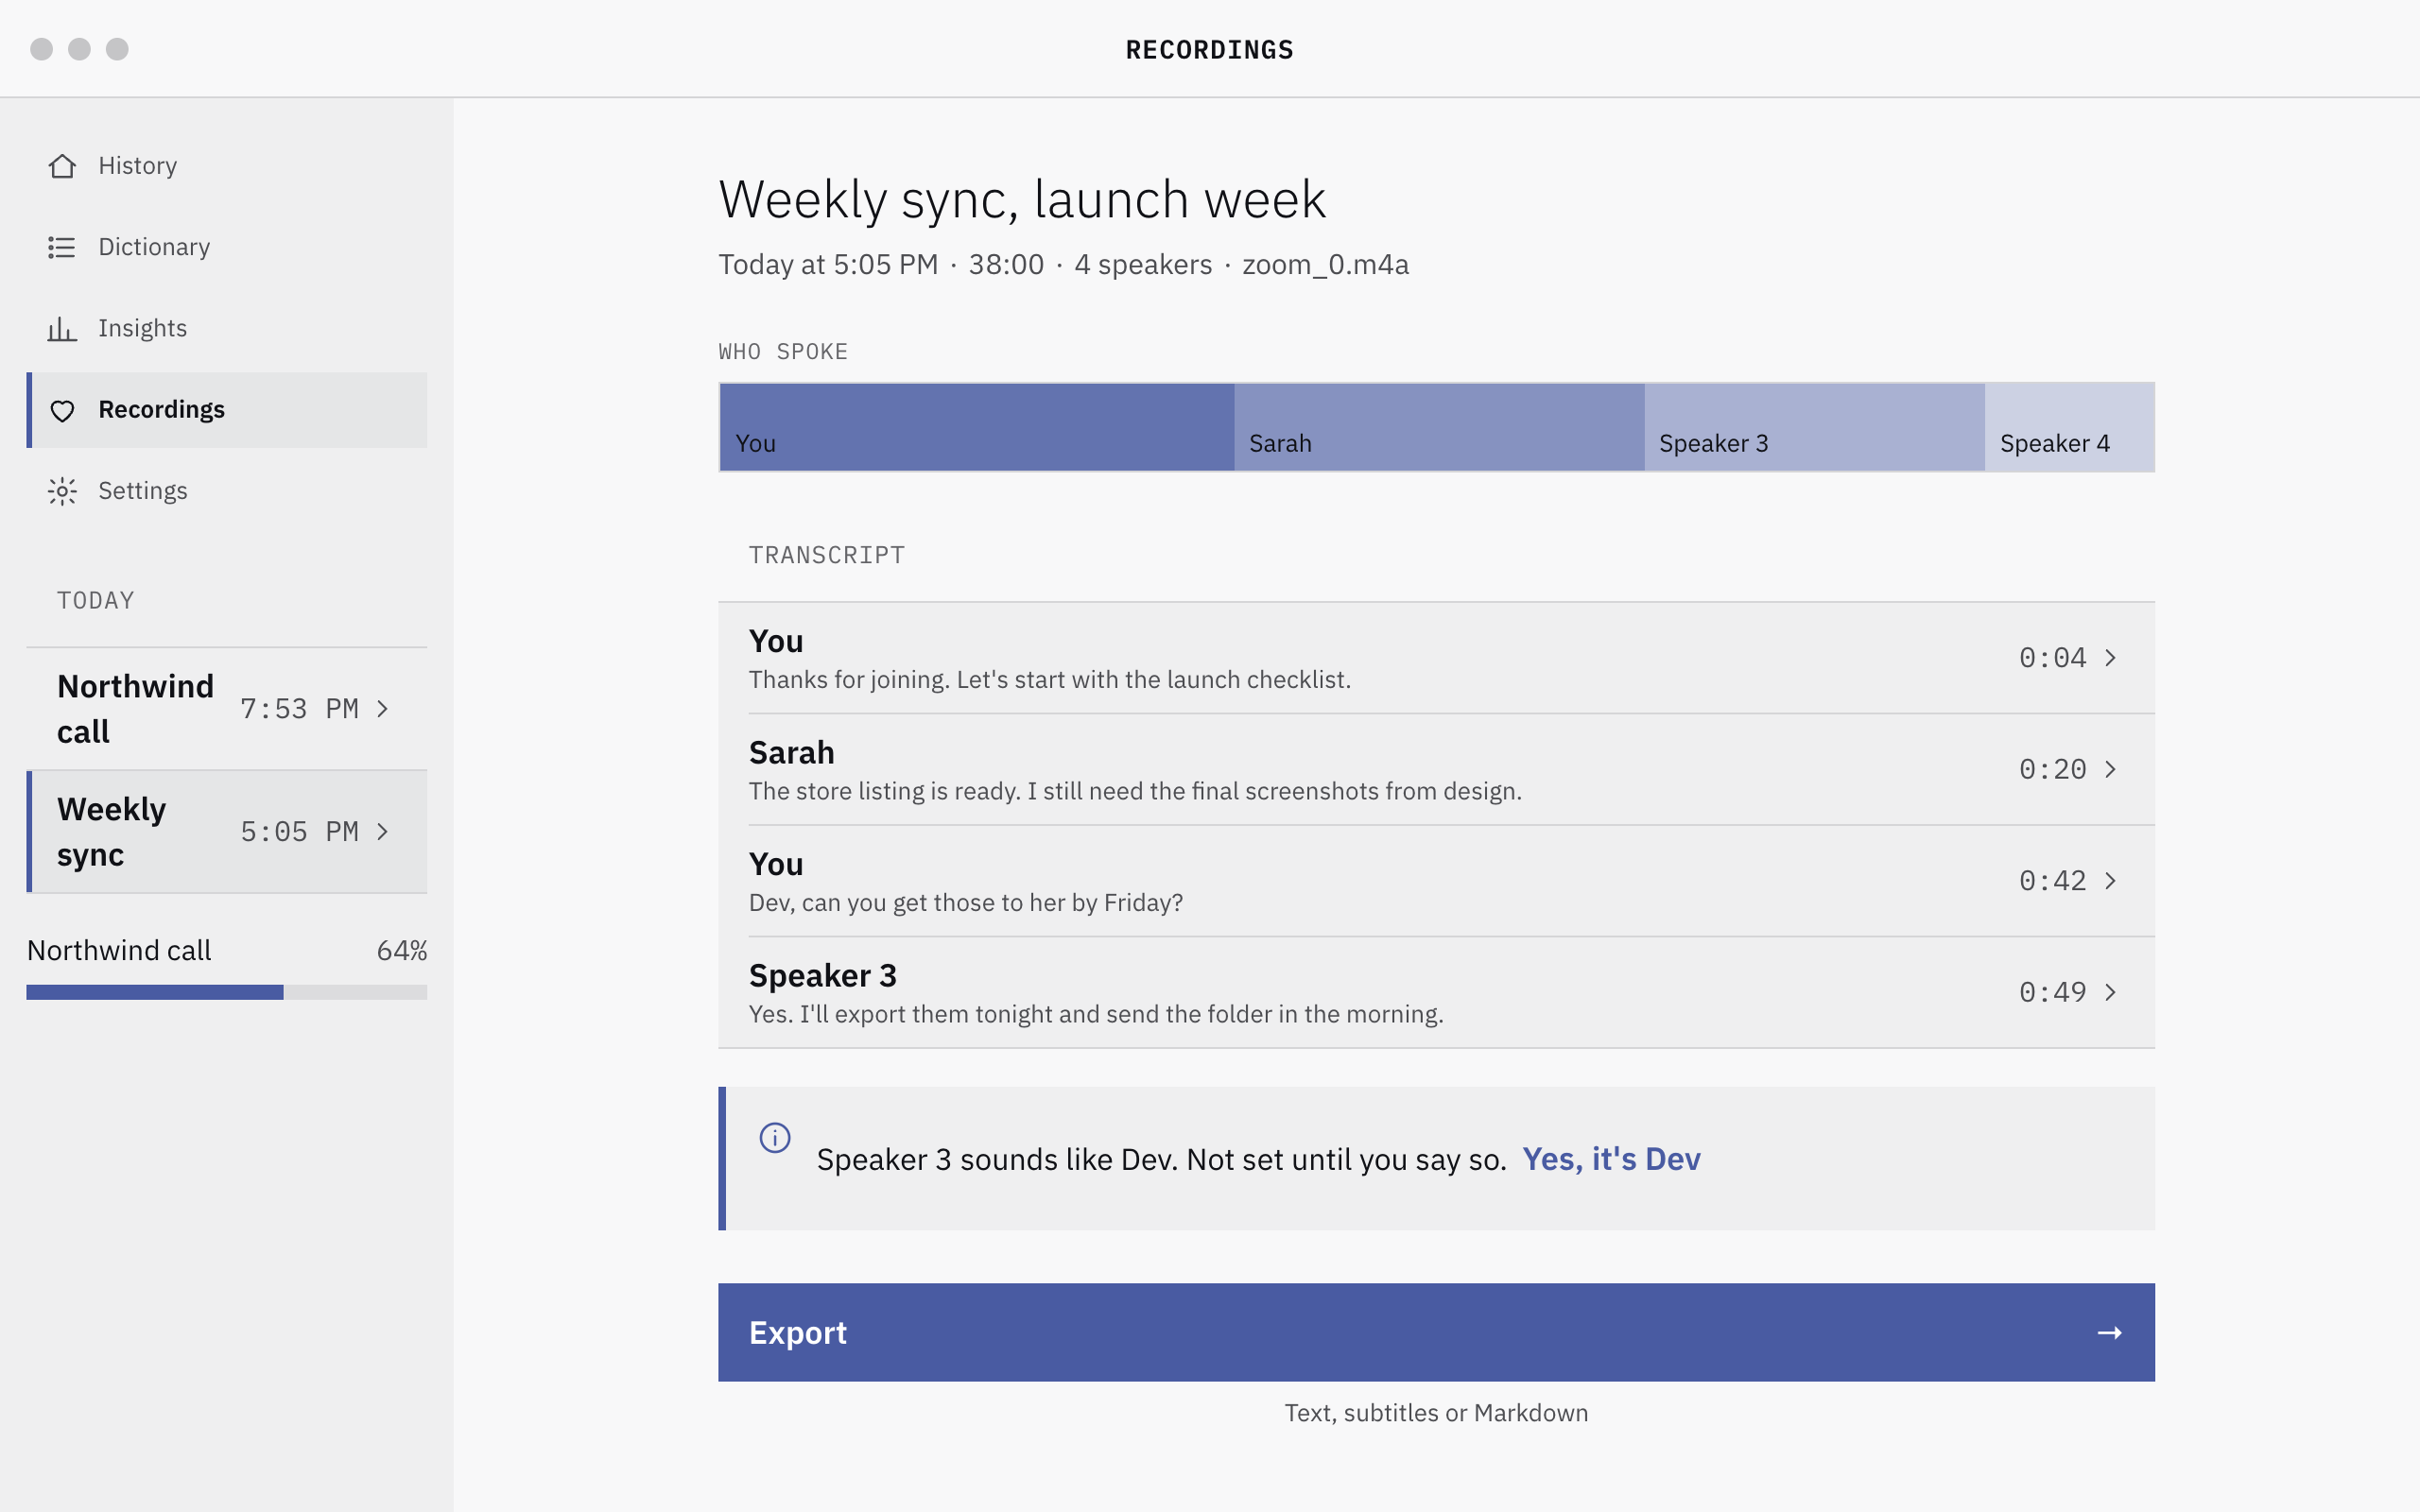 RECORDINGS
History
Dictionary
Insights
Recordings
Settings
TODAY
Northwind call
7:53 PM
Weekly sync
5:05 PM
Northwind call 64%
Weekly sync, launch week
Today at 5:05 PM · 38:00 · 4 speakers · zoom_0.m4a
WHO SPOKE
You Sarah Speaker 3 Speaker 4
TRANSCRIPT
You
Thanks for joining. Let's start with the launch checklist.
0:04
Sarah
The store listing is ready. I still need the final screenshots from design.
0:20
You
Dev, can you get those to her by Friday?
0:42
Speaker 3
Yes. I'll export them tonight and send the folder in the morning.
0:49
Speaker 3 sounds like Dev. Not set until you say so. Yes, it's Dev
Export →
Text, subtitles or Markdown